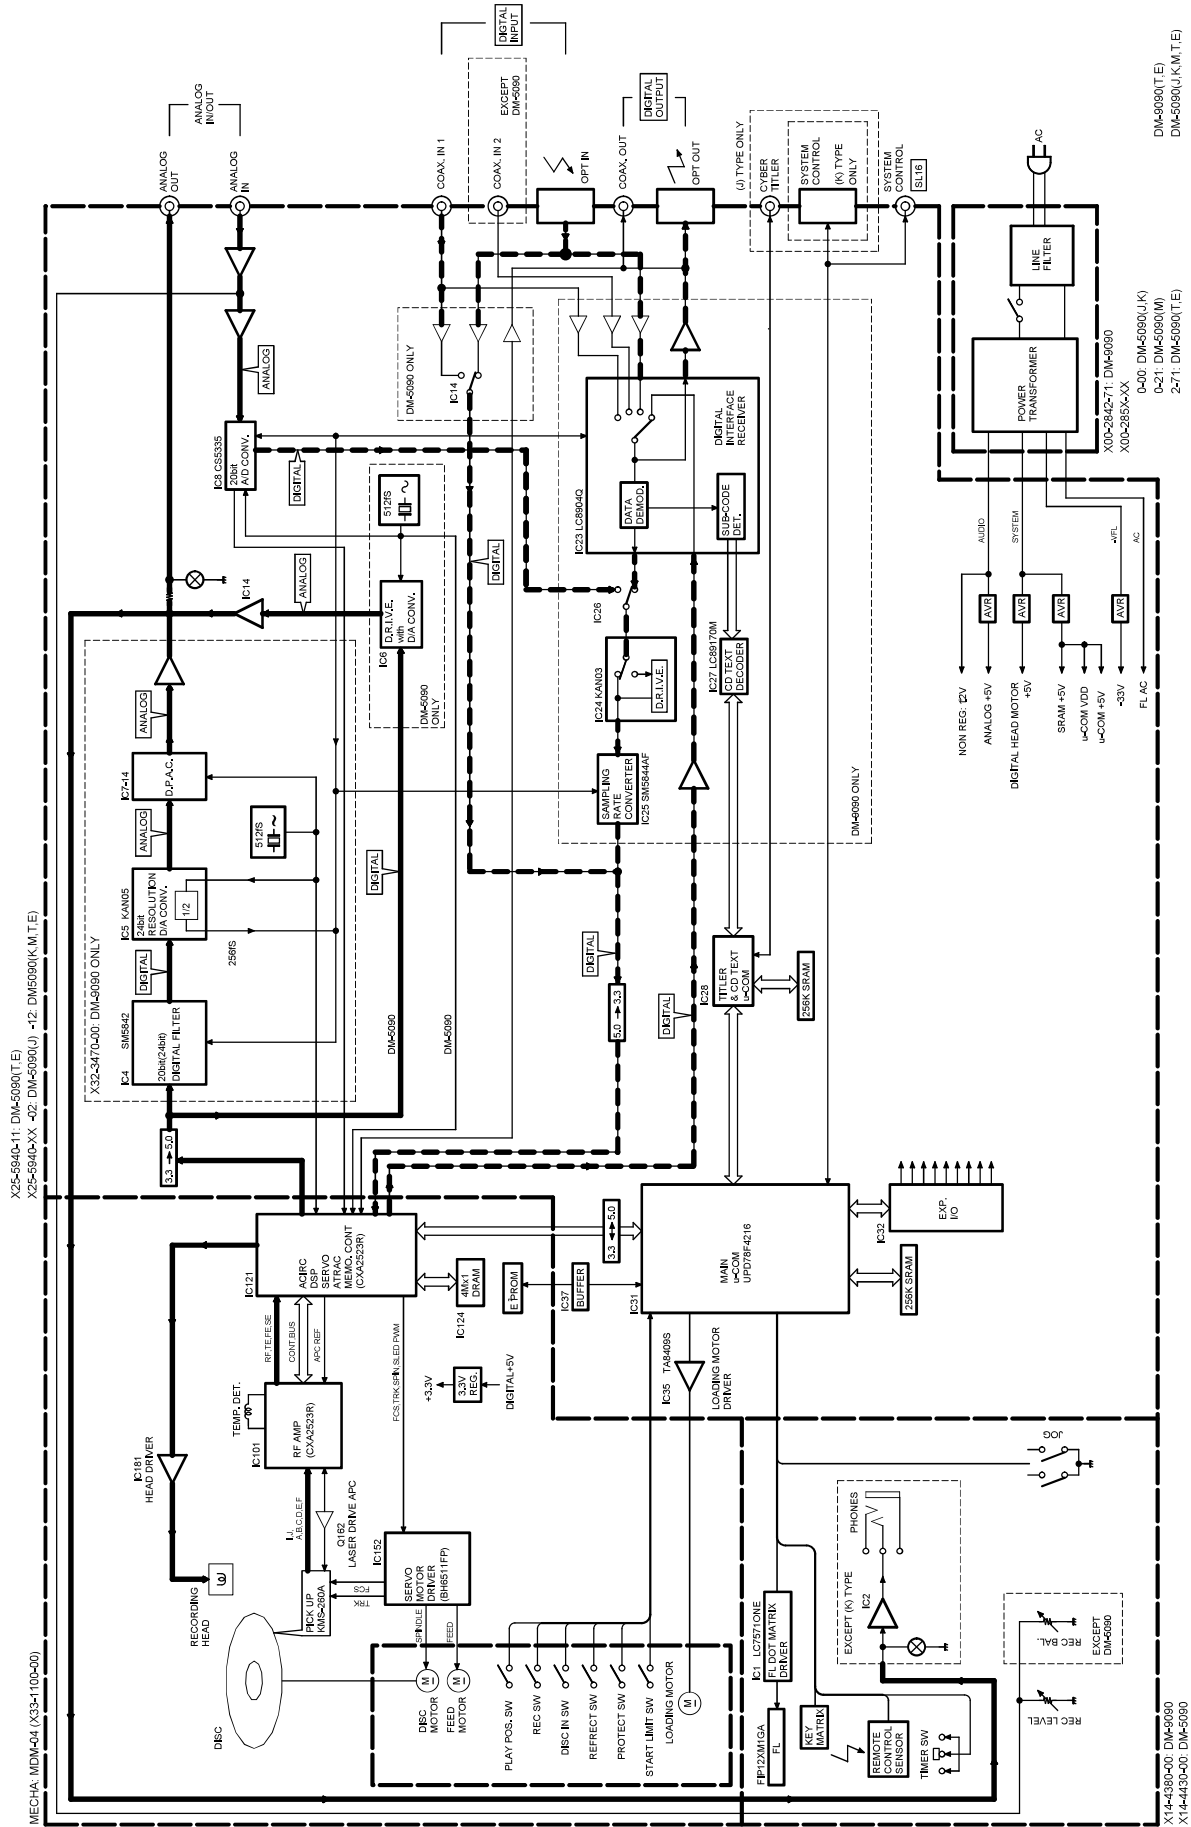 MECHA: MDM-04 (X33-1100-00)
X25-5940-11: DM-5090(T,E)
X25-5940-XX -02: DM-5090(J) -12: DM5090(K,M,T,E)
DISC
RECORDING
HEAD
IC181
HEAD DRIVER
PICK UP
KMS-260A
I,J,
A,B,C,D,E,F
Q162
LASER DRIVE APC
TEMP. DET.
IC101
RF AMP
(CXA2523R)
RF,TE,FE,SE
CONT.BUS
APC REF
IC121
ACIRC
DSP
SERVO
ATRAC
MEMO. CONT
(CXA2523R)
FCS,TRK,SPIN,SLED PWM
IC152
SERVO
MOTOR
DRIVER
(BH6511FP)
FCS
TRK
SPINDLE
FEED
M
DISC
MOTOR
M
FEED
MOTOR
PLAY POS. SW
REC SW
DISC IN SW
REFRECT SW
PROTECT SW
START LIMIT SW
M
LOADING MOTOR
+3.3V
3.3V
REG.
DIGITAL+5V
IC124
4Mx1
DRAM
E²PROM
IC37
BUFFER
3.3
5.0
IC31
MAIN
u-COM
UPD78F4216
IC35 TA8409S
LOADING MOTOR
DRIVER
IC32
EXP.
I/O
256K SRAM
3.3
5.0
X32-3470-00: DM-9090 ONLY
IC4
SM5842
20bit(24bit)
DIGITAL FILTER
DIGITAL
IC5 KAN05
24bit
RESOLUTION
D/A CONV.
1/2
256fS
ANALOG
IC7-14
D.P.A.C.
ANALOG
512fS
IC14
ANALOG
IC6
D.R.I.V.E.
with
D/A CONV.
512fS
DM-5090
ONLY
DIGITAL
DM-5090
DM-5090
IC8 CS5335
20bit
A/D CONV.
DIGITAL
ANALOG
ANALOG
OUT
ANALOG
IN
ANALOG
IN/OUT
COAX. IN 1
COAX. IN 2
EXCEPT
DM-5090
DIGITAL
INPUT
OPT IN
COAX. OUT
OPT OUT
DIGITAL
OUTPUT
DM-5090 ONLY
IC14
DIGITAL
IC26
IC24 KAN03
D.R.I.V.E.
SAMPLING
RATE
CONVERTER
IC25 SM5844AF
IC23 LC8904Q
DATA
DEMOD.
DIGITAL
INTERFACE
RECEIVER
SUB-CODE
DET.
IC27 LC89170M
CD TEXT
DECODER
DM-9090 ONLY
DIGITAL
5.0
3.3
DIGITAL
IC28
TITLER
& CD TEXT
u-COM
256K SRAM
(J) TYPE ONLY
CYBER
TITLER
SYSTEM
CONTROL
(K) TYPE
ONLY
SYSTEM
CONTROL
SL16
AC
LINE
FILTER
POWER
TRANSFORMER
X00-2842-71: DM-9090
X00-285X-XX
0-00: DM-5090(J,K)
0-21: DM-5090(M)
2-71: DM-5090(T,E)
AUDIO
SYSTEM
-VFL
AC
AVR
AVR
AVR
AVR
NON REG. 12V
ANALOG +5V
DIGITAL HEAD MOTOR
+5V
SRAM +5V
u-COM VDD
u-COM +5V
-33V
FL AC
DM-9090(T,E)
DM-5090(J,K,M,T,E)
JOG
PHONES
EXCEPT (K) TYPE
IC2
IC1 LC7571ONE
FL DOT MATRIX
DRIVER
FIP12XM1GA
FL
KEY
MATRIX
REMOTE
CONTROL
SENSOR
TIMER SW
REC LEVEL
REC BAL.
EXCEPT
DM-5090
X14-4380-00: DM-9090
X14-4430-00: DM-5090